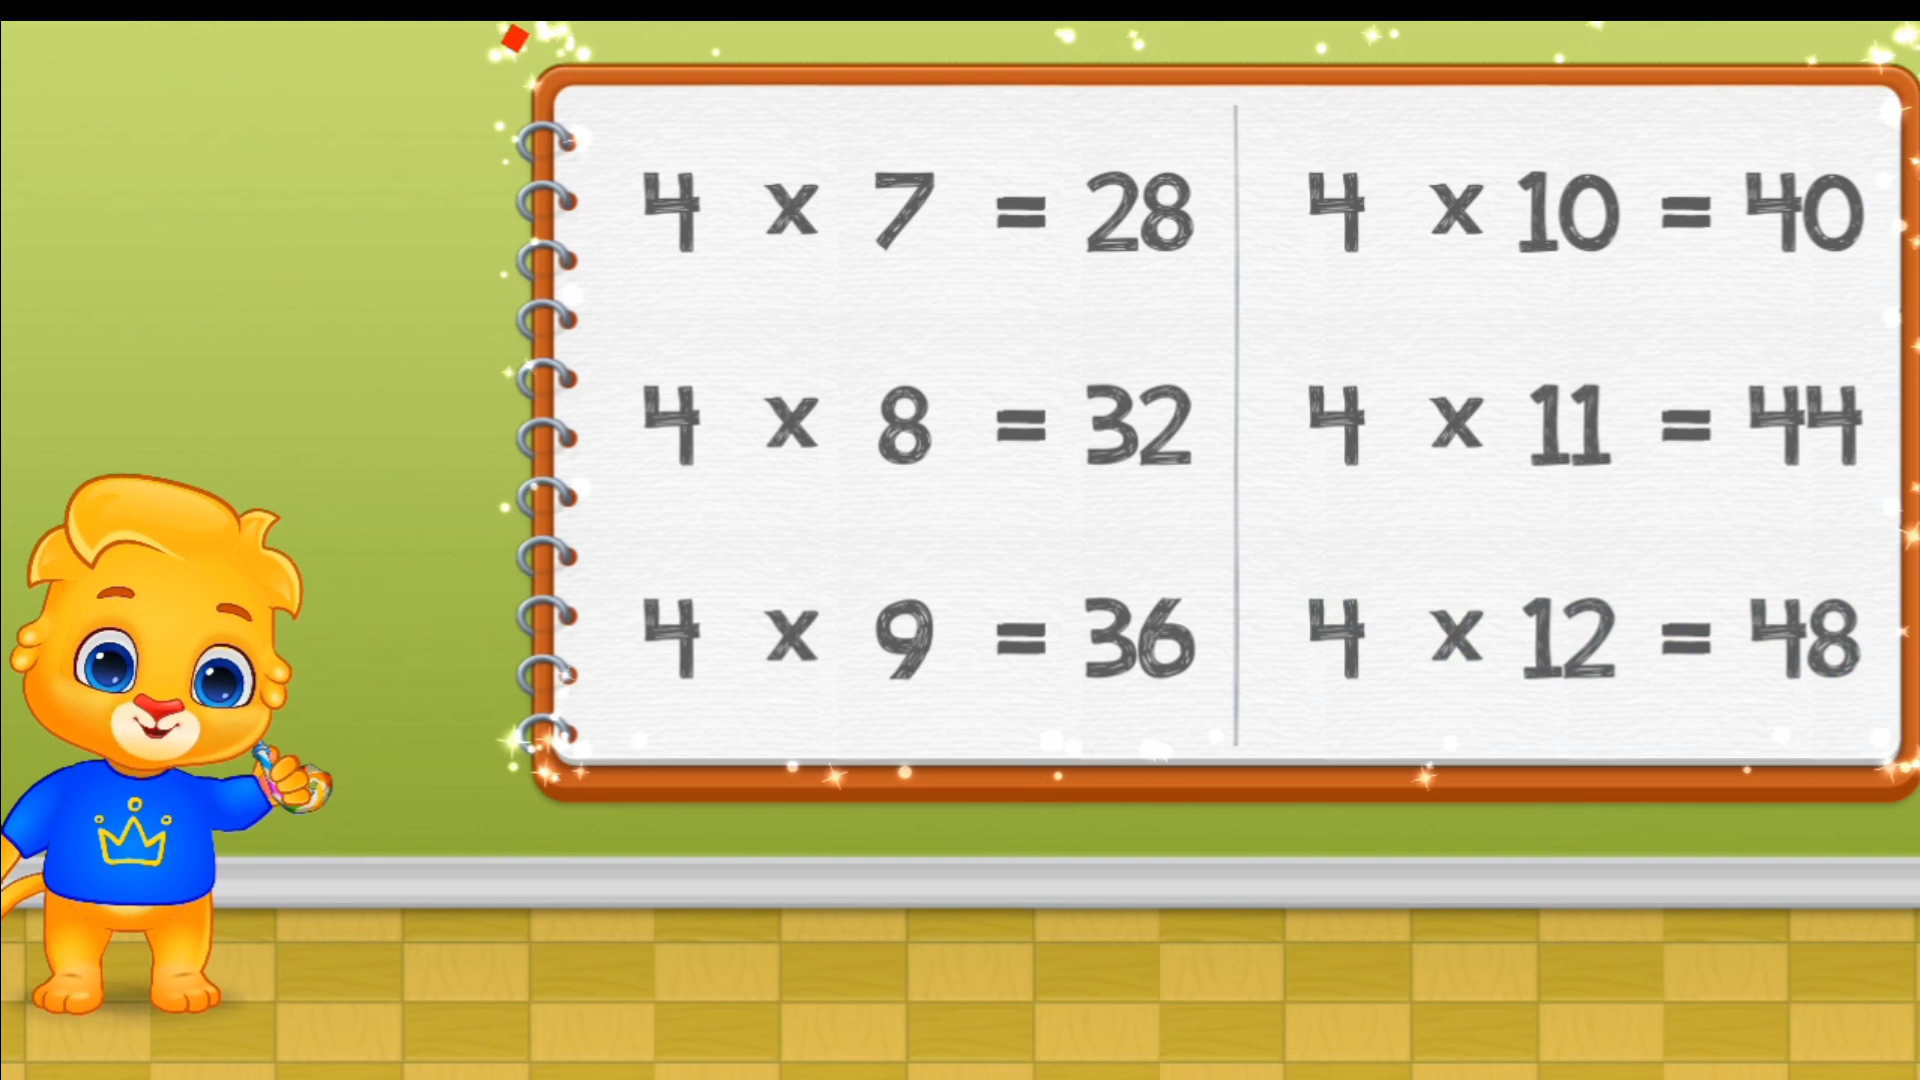 4 x 7 = 28
4 x 8 = 32
4 x 9 = 36
4 x 10 = 40
4 x 11 = 44
4 x 12 = 48